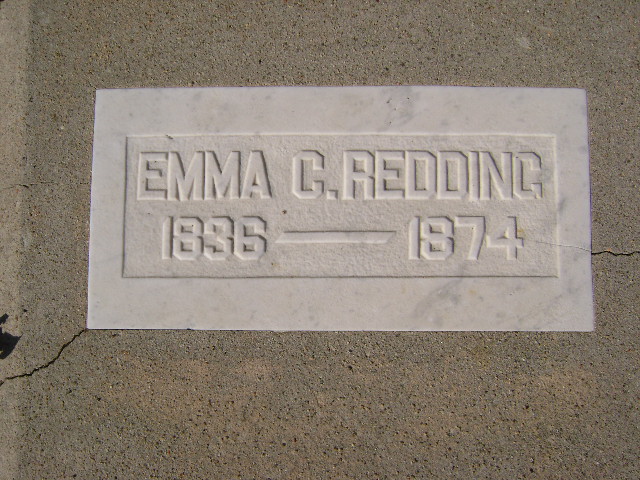 EMMA C. REDDING
1836 — 1874